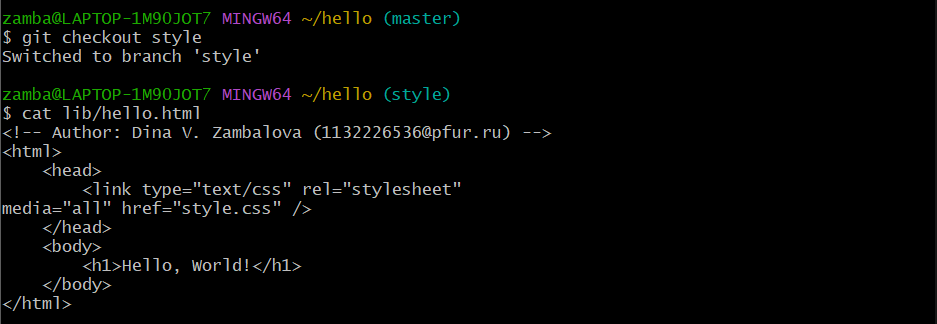 zamba@LAPTOP-1M9OJOT7 MINGW64 ~/hello (master)
$ git checkout style
Switched to branch 'style'

zamba@LAPTOP-1M9OJOT7 MINGW64 ~/hello (style)
$ cat lib/hello.html
<!-- Author: Dina V. Zambalova (1132226536@pfur.ru) -->
<html>
    <head>
        <link type="text/css" rel="stylesheet"
media="all" href="style.css" />
    </head>
    <body>
        <h1>Hello, World!</h1>
    </body>
</html>